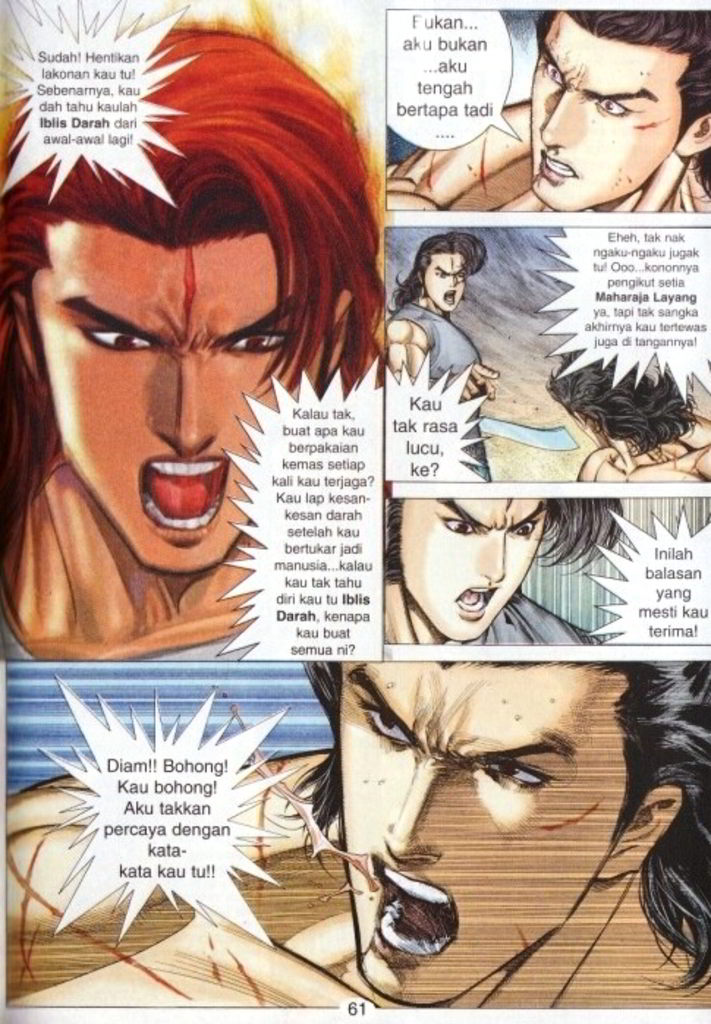 Sudah! Hentikan
lakonan kau tu!
Sebenarnya, kau
dah tahu kaulah
Iblis Darah dari
awal-awal lagi!
Kalau tak,
buat apa kau
berpakaian
kemas setiap
kali kau terjaga?
Kau lap kesan-
kesan darah
setelah kau
bertukar jadi
manusia...kalau
kau tak tahu
diri kau tu Iblis
Darah, kenapa
kau buat
semua ni?
Bukan...
aku bukan
...aku
tengah
bertapa tadi
....
Eheh, tak nak
ngaku-ngaku jugak
tu! Ooo...kononnya
pengikut setia
Maharaja Layang
ya, tapi tak sangka
akhirnya kau tertewas
juga di tangannya!
Kau
tak rasa
lucu,
ke?
Inilah
balasan
yang
mesti kau
terima!
Diam!! Bohong!
Kau bohong!
Aku takkan
percaya dengan
kata-
kata kau tu!!
61